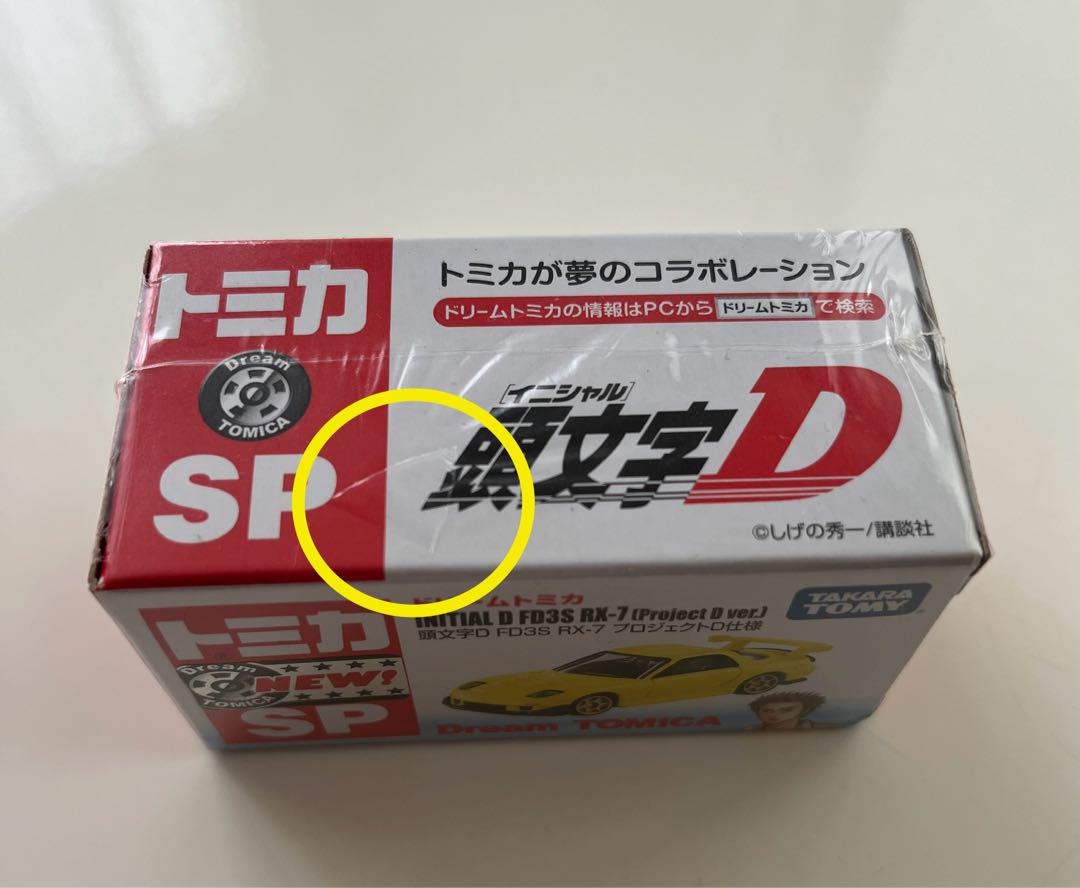 トミカ
Dream
TOMICA
SP
トミカが夢のコラボレーション
ドリームトミカの情報はPCから ドリームトミカ で検索
[イニシャル]
頭文字D
©しげの秀一/講談社
トミカ
Dream
TOMICA
NEW!
SP
ドリームトミカ
INITIAL D FD3S RX-7 (Project D ver.)
頭文字D FD3S RX-7 プロジェクトD仕様
TAKARA
TOMY
Dream TOMICA